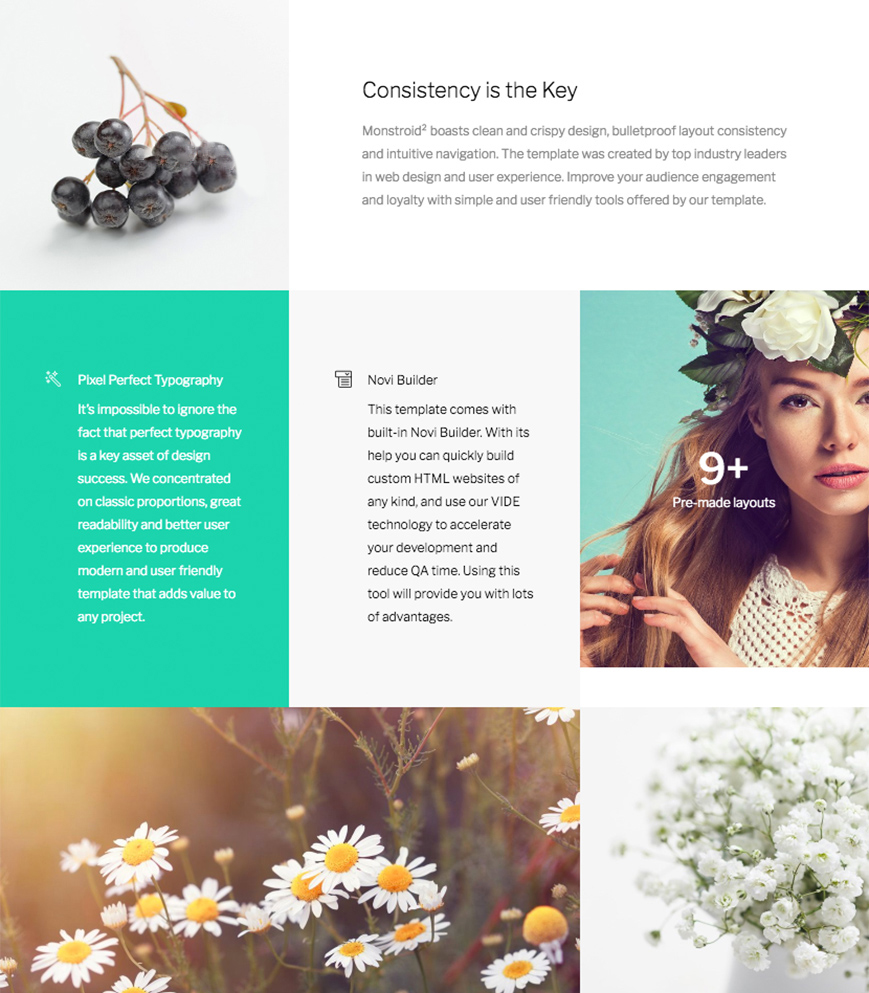 Consistency is the Key
Monstroid² boasts clean and crispy design, bulletproof layout consistency
and intuitive navigation. The template was created by top industry leaders
in web design and user experience. Improve your audience engagement
and loyalty with simple and user friendly tools offered by our template.
Pixel Perfect Typography
It's impossible to ignore the
fact that perfect typography
is a key asset of design
success. We concentrated
on classic proportions, great
readability and better user
experience to produce
modern and user friendly
template that adds value to
any project.
Novi Builder
This template comes with
built-in Novi Builder. With its
help you can quickly build
custom HTML websites of
any kind, and use our VIDE
technology to accelerate
your development and
reduce QA time. Using this
tool will provide you with lots
of advantages.
9+
Pre-made layouts